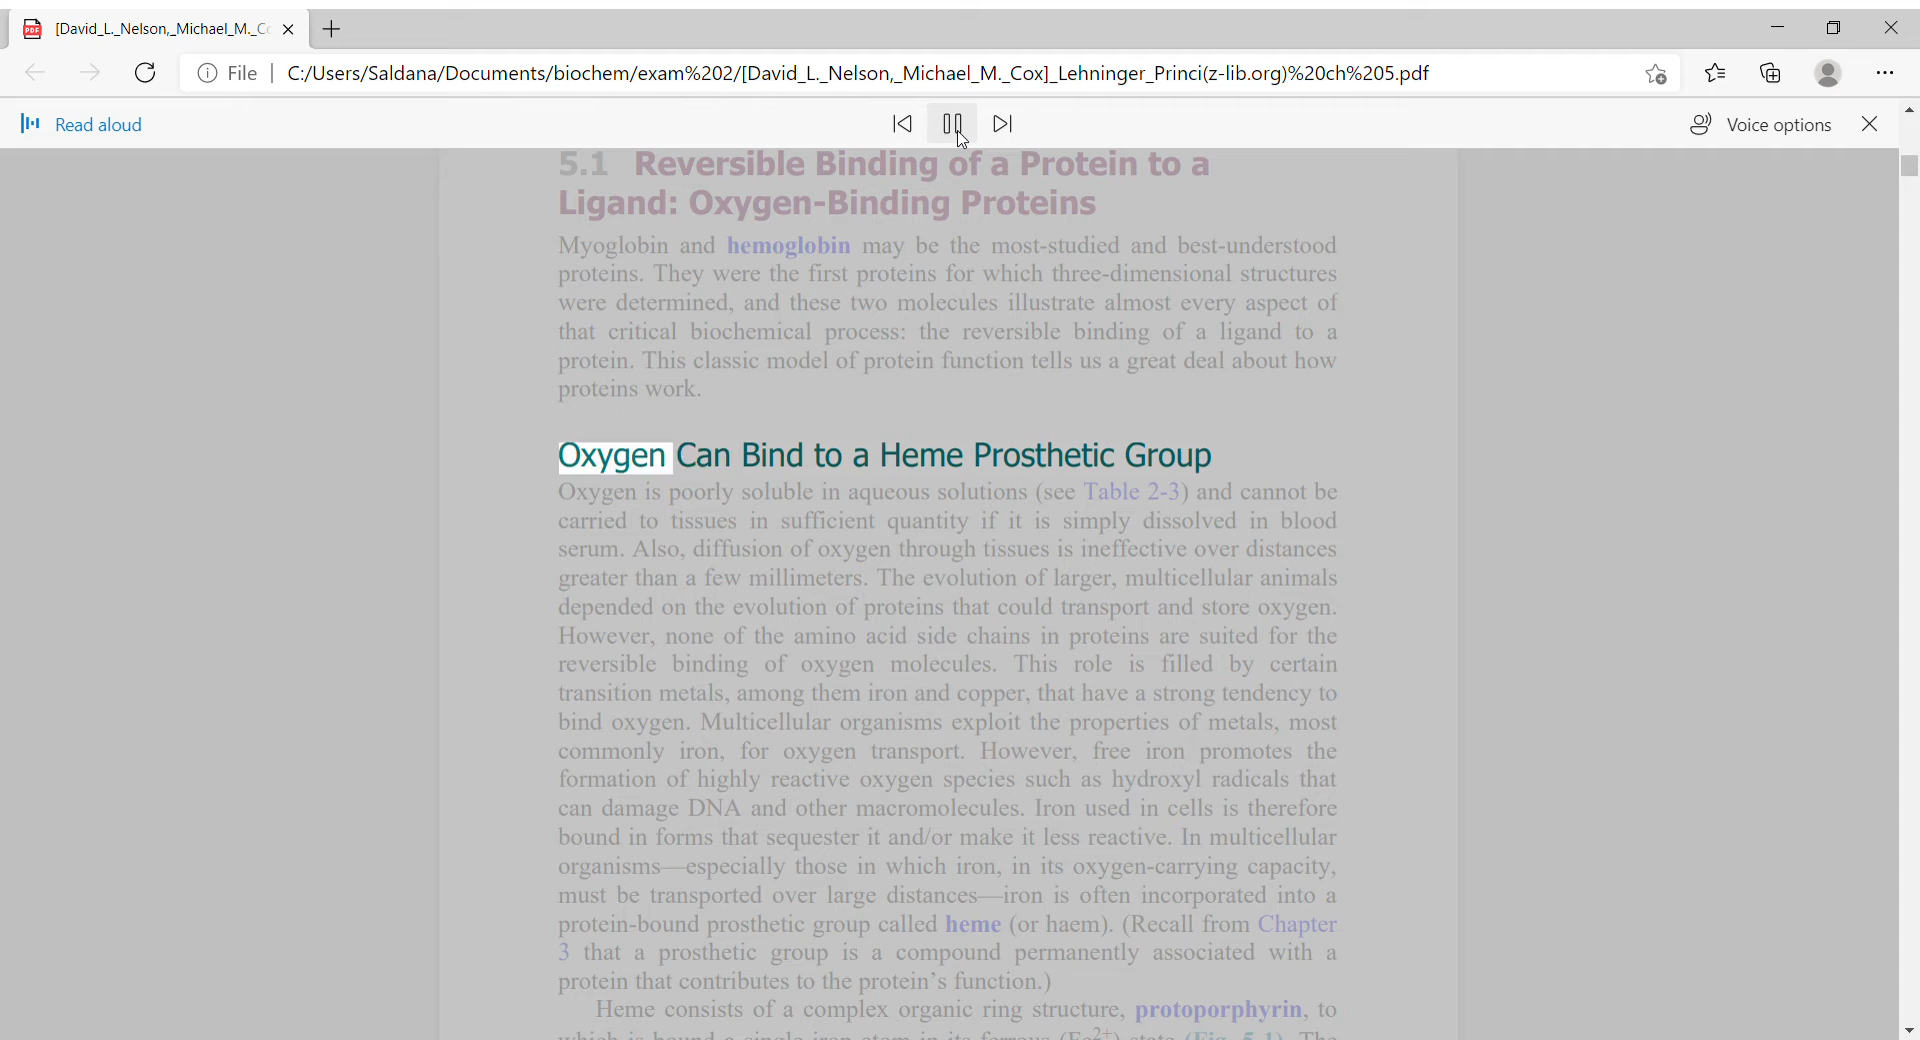 [David_L._Nelson,_Michael_M._Co
File | C:/Users/Saldana/Documents/biochem/exam%202/[David_L._Nelson,_Michael_M._Cox]_Lehninger_Princi(z-lib.org)%20ch%205.pdf
Read aloud
Voice options
5.1 Reversible Binding of a Protein to a
Ligand: Oxygen-Binding Proteins
Myoglobin and hemoglobin may be the most-studied and best-understood
proteins. They were the first proteins for which three-dimensional structures
were determined, and these two molecules illustrate almost every aspect of
that critical biochemical process: the reversible binding of a ligand to a
protein. This classic model of protein function tells us a great deal about how
proteins work.
Oxygen Can Bind to a Heme Prosthetic Group
Oxygen is poorly soluble in aqueous solutions (see Table 2-3) and cannot be
carried to tissues in sufficient quantity if it is simply dissolved in blood
serum. Also, diffusion of oxygen through tissues is ineffective over distances
greater than a few millimeters. The evolution of larger, multicellular animals
depended on the evolution of proteins that could transport and store oxygen.
However, none of the amino acid side chains in proteins are suited for the
reversible binding of oxygen molecules. This role is filled by certain
transition metals, among them iron and copper, that have a strong tendency to
bind oxygen. Multicellular organisms exploit the properties of metals, most
commonly iron, for oxygen transport. However, free iron promotes the
formation of highly reactive oxygen species such as hydroxyl radicals that
can damage DNA and other macromolecules. Iron used in cells is therefore
bound in forms that sequester it and/or make it less reactive. In multicellular
organisms—especially those in which iron, in its oxygen-carrying capacity,
must be transported over large distances—iron is often incorporated into a
protein-bound prosthetic group called heme (or haem). (Recall from Chapter
3 that a prosthetic group is a compound permanently associated with a
protein that contributes to the protein's function.)
Heme consists of a complex organic ring structure, protoporphyrin, to
which is bound a single iron atom in its ferrous (Fe2+) state (Fig. 5-1). The